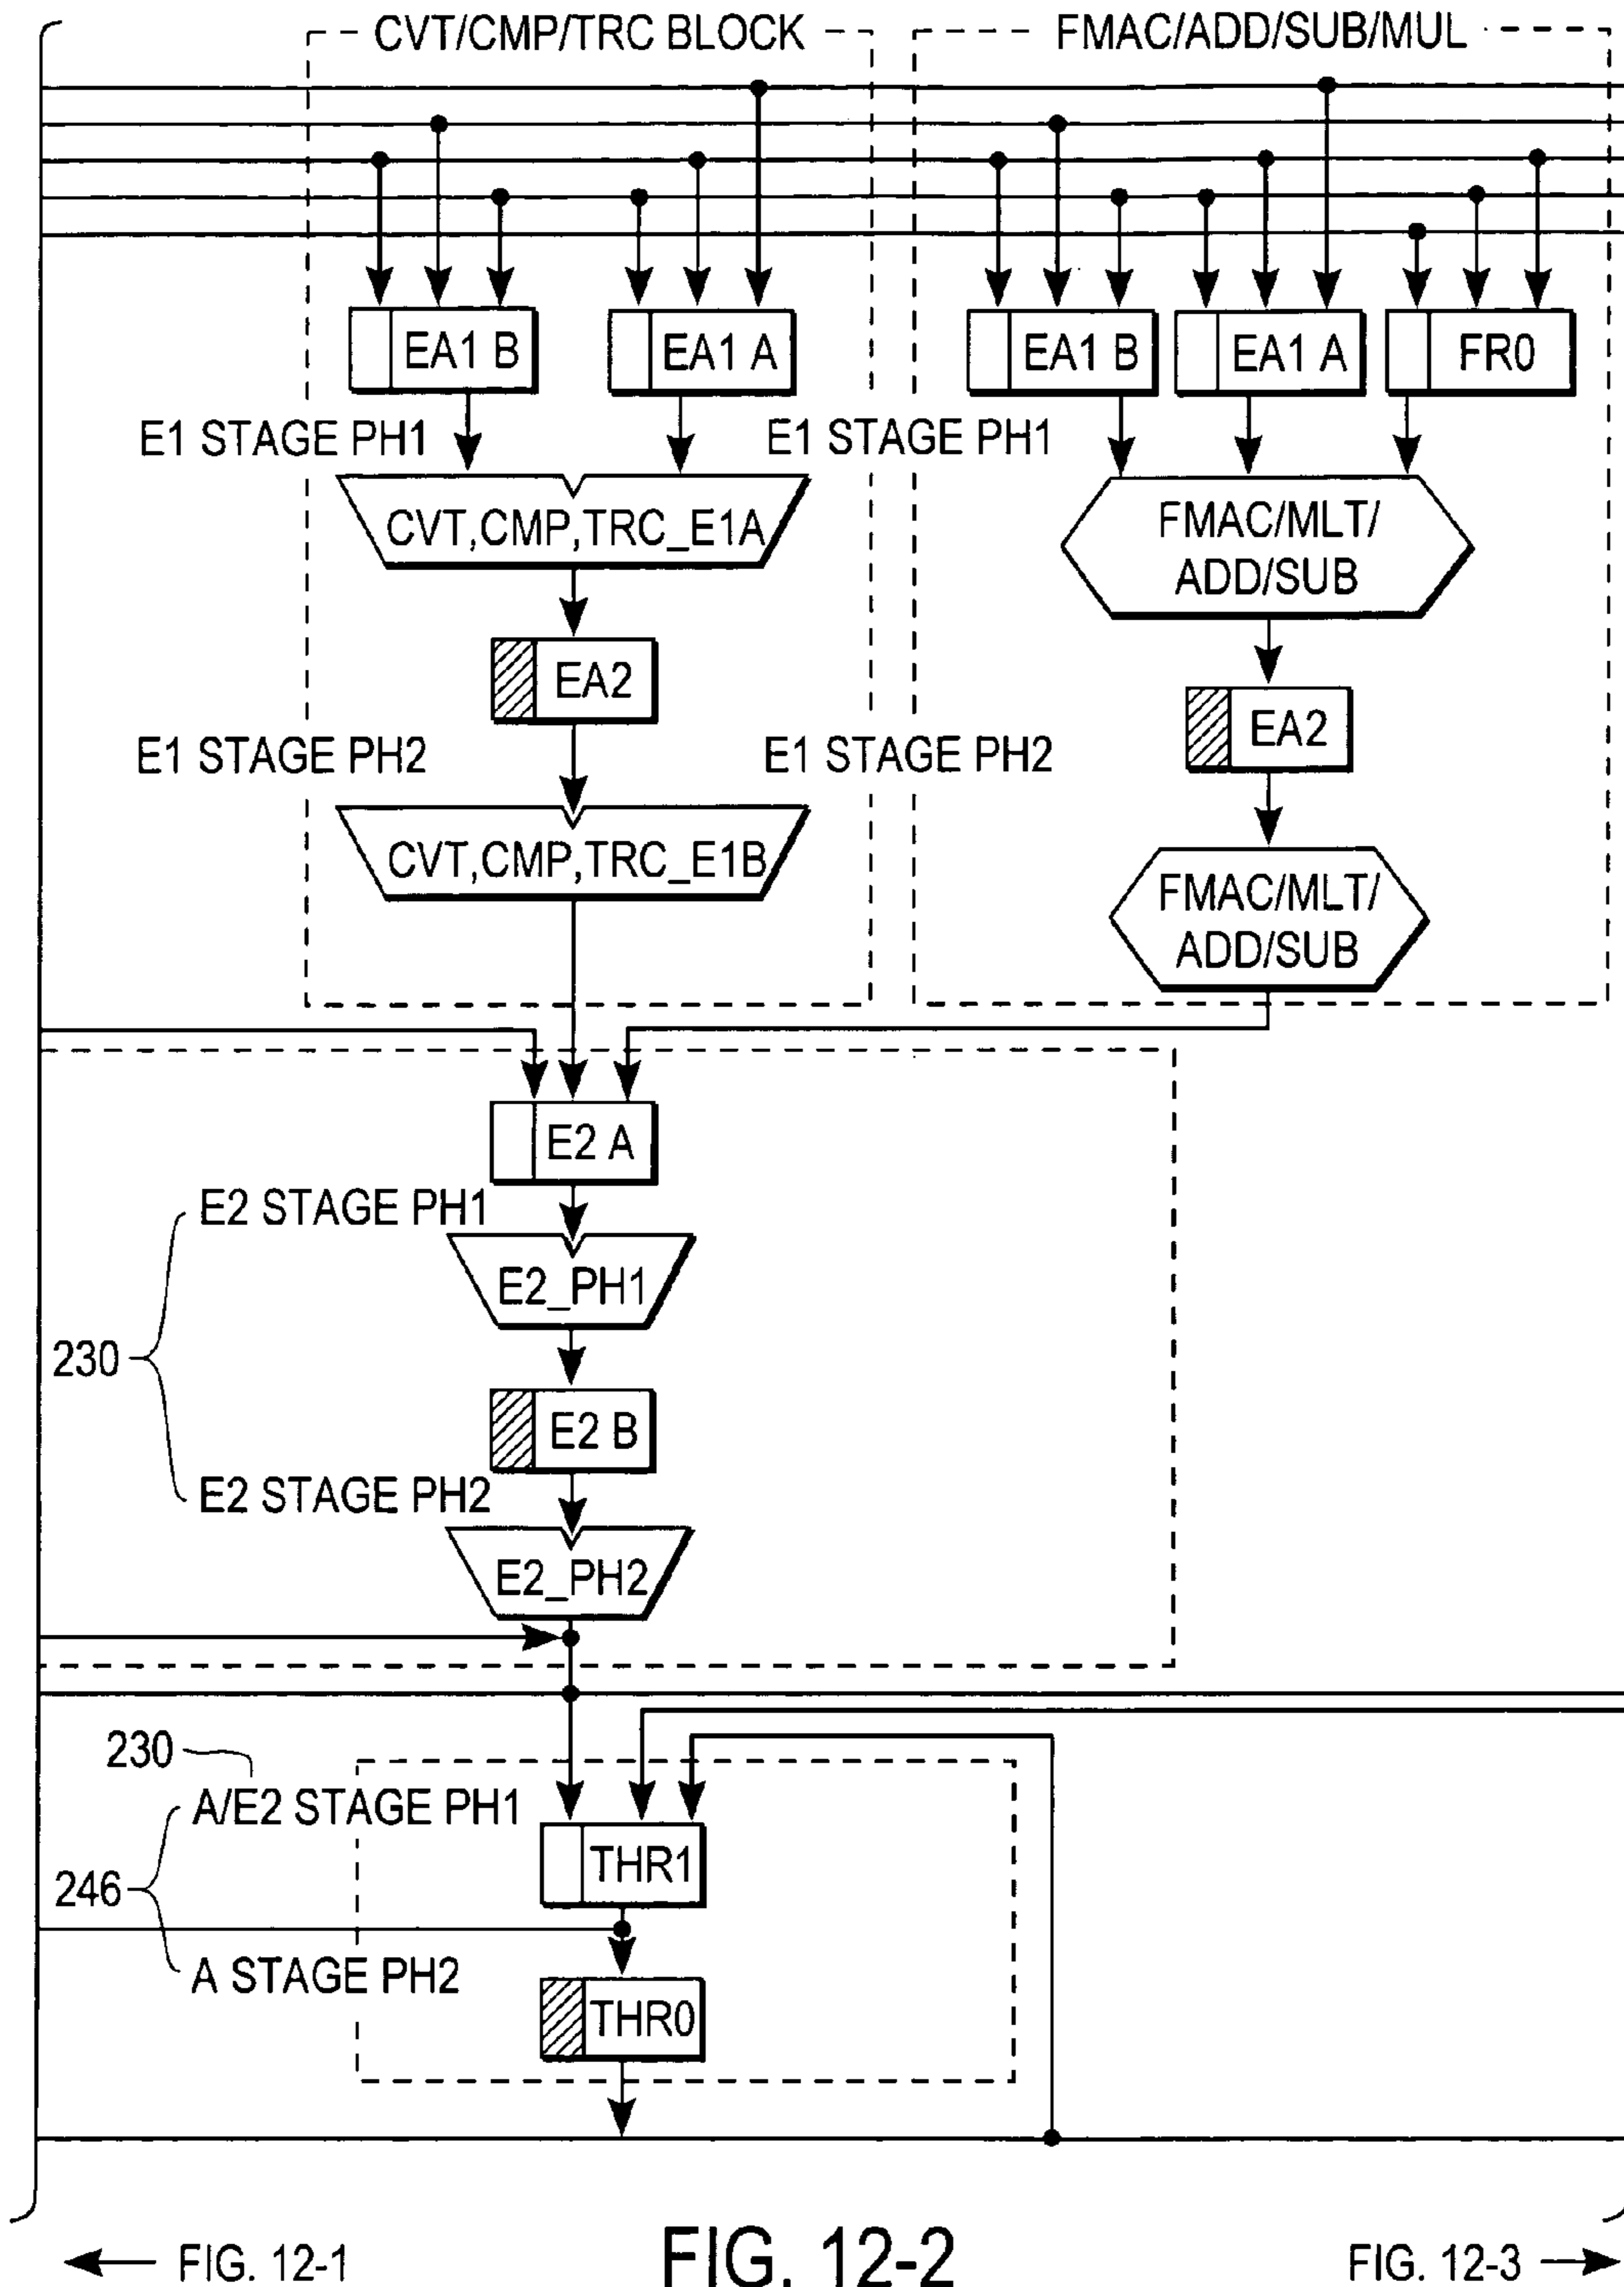 CVT/CMP/TRC BLOCK
FMAC/ADD/SUB/MUL
EA1 B
EA1 A
EA1 B
EA1 A
FR0
E1 STAGE PH1
E1 STAGE PH1
CVT,CMP,TRC_E1A
FMAC/MLT/
ADD/SUB
EA2
EA2
E1 STAGE PH2
E1 STAGE PH2
CVT,CMP,TRC_E1B
FMAC/MLT/
ADD/SUB
E2 A
E2 STAGE PH1
E2_PH1
230
E2 B
E2 STAGE PH2
E2_PH2
230
A/E2 STAGE PH1
THR1
246
A STAGE PH2
THR0
FIG. 12-1
FIG. 12-2
FIG. 12-3